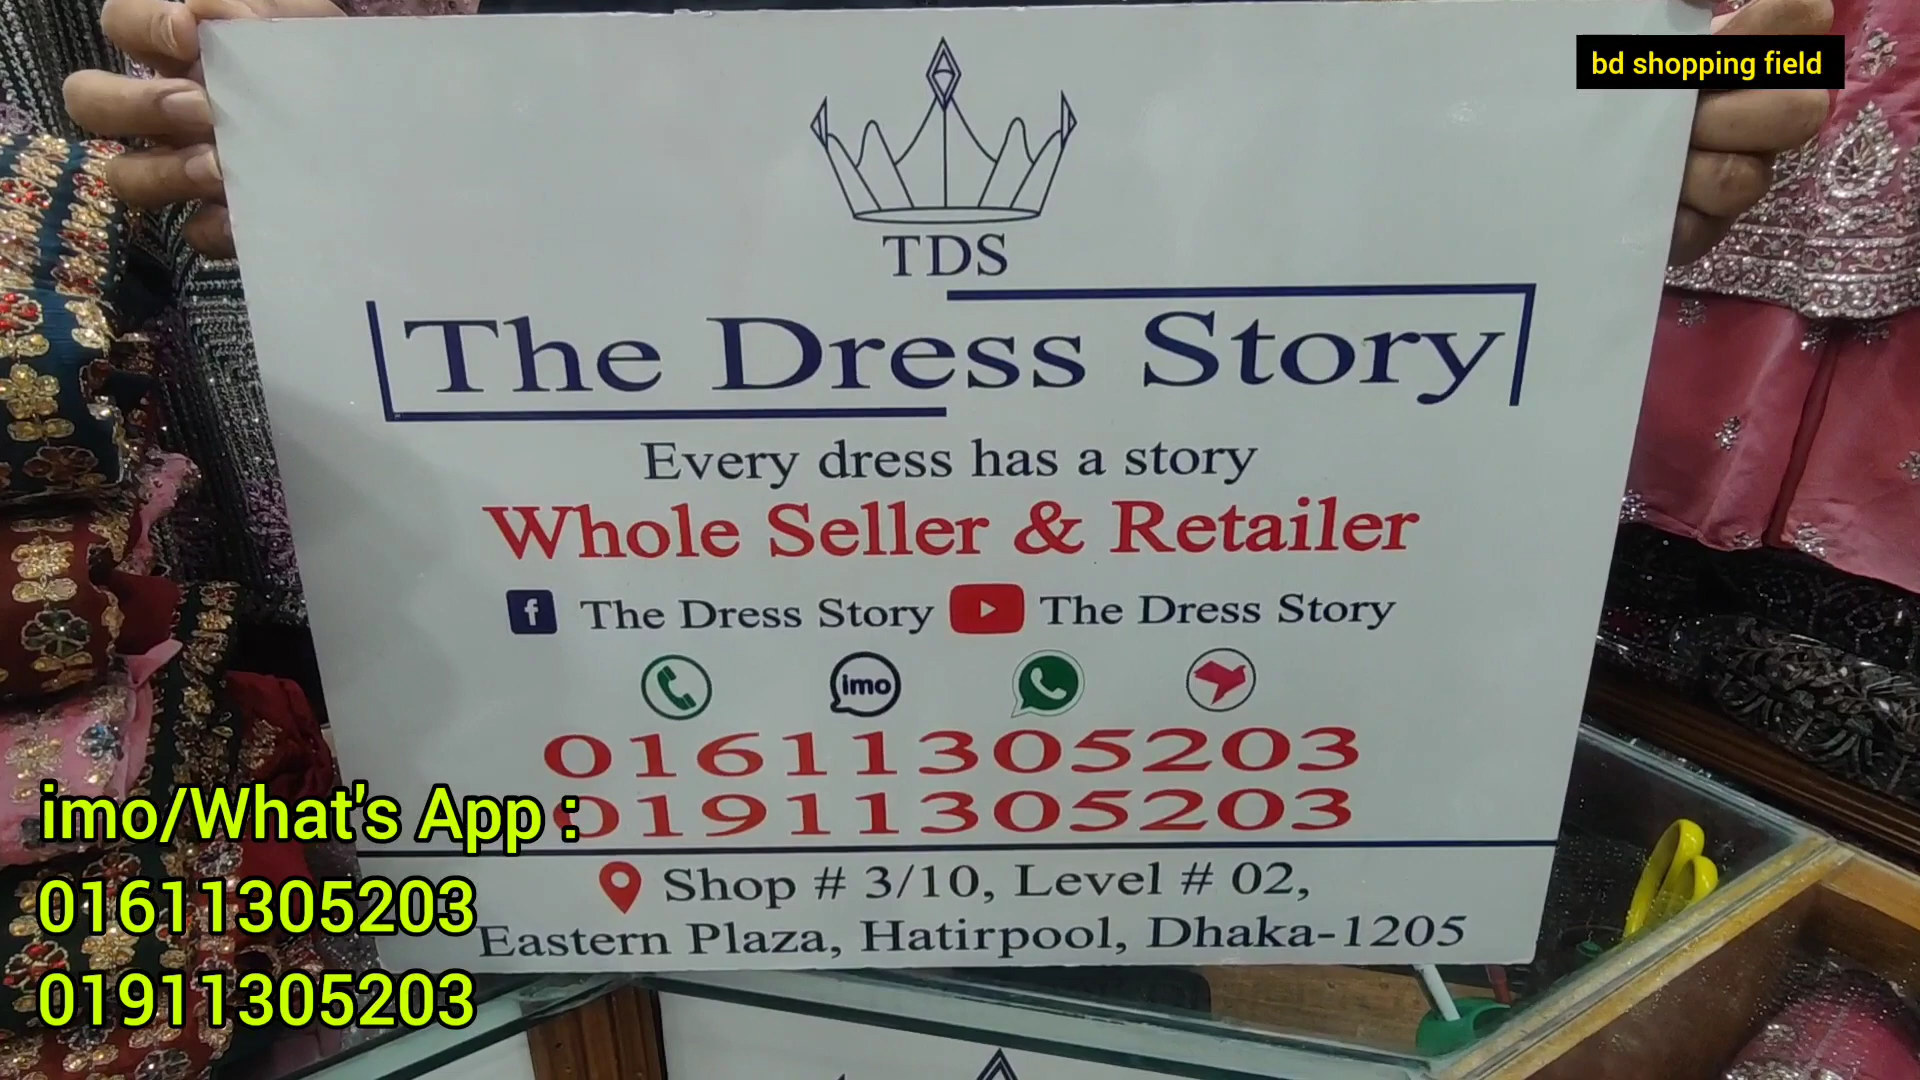 bd shopping field
TDS
The Dress Story
Every dress has a story
Whole Seller & Retailer
f The Dress Story The Dress Story
imo
01611305203
01911305203
Shop # 3/10, Level # 02,
Eastern Plaza, Hatirpool, Dhaka-1205
imo/What's App :
01611305203
01911305203